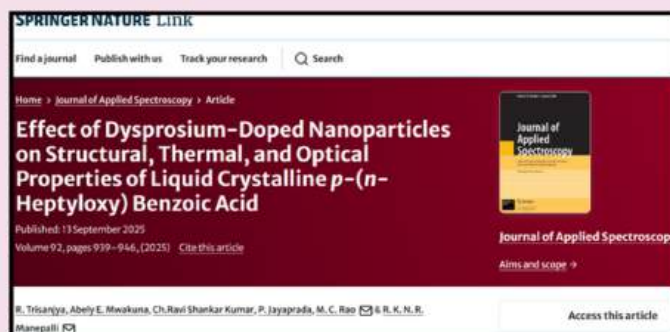 SPRINGER NATURE Link
Find a journal Publish with us Track your research Search
Home > Journal of Applied Spectroscopy > Article
Effect of Dysprosium-Doped Nanoparticles
on Structural, Thermal, and Optical
Properties of Liquid Crystalline p-(n-
Heptyloxy) Benzoic Acid
Published: 13 September 2025
Volume 92, pages 939–946, (2025) Cite this article
Journal of
Applied
Spectroscopy
Journal of Applied Spectroscop
Aims and scope →
R. Trisanjya, Abely E. Mwakuna, Ch.Ravi Shankar Kumar, P. Jayaprada, M. C. Rao & R. K. N. R.
Manepalli
Access this article